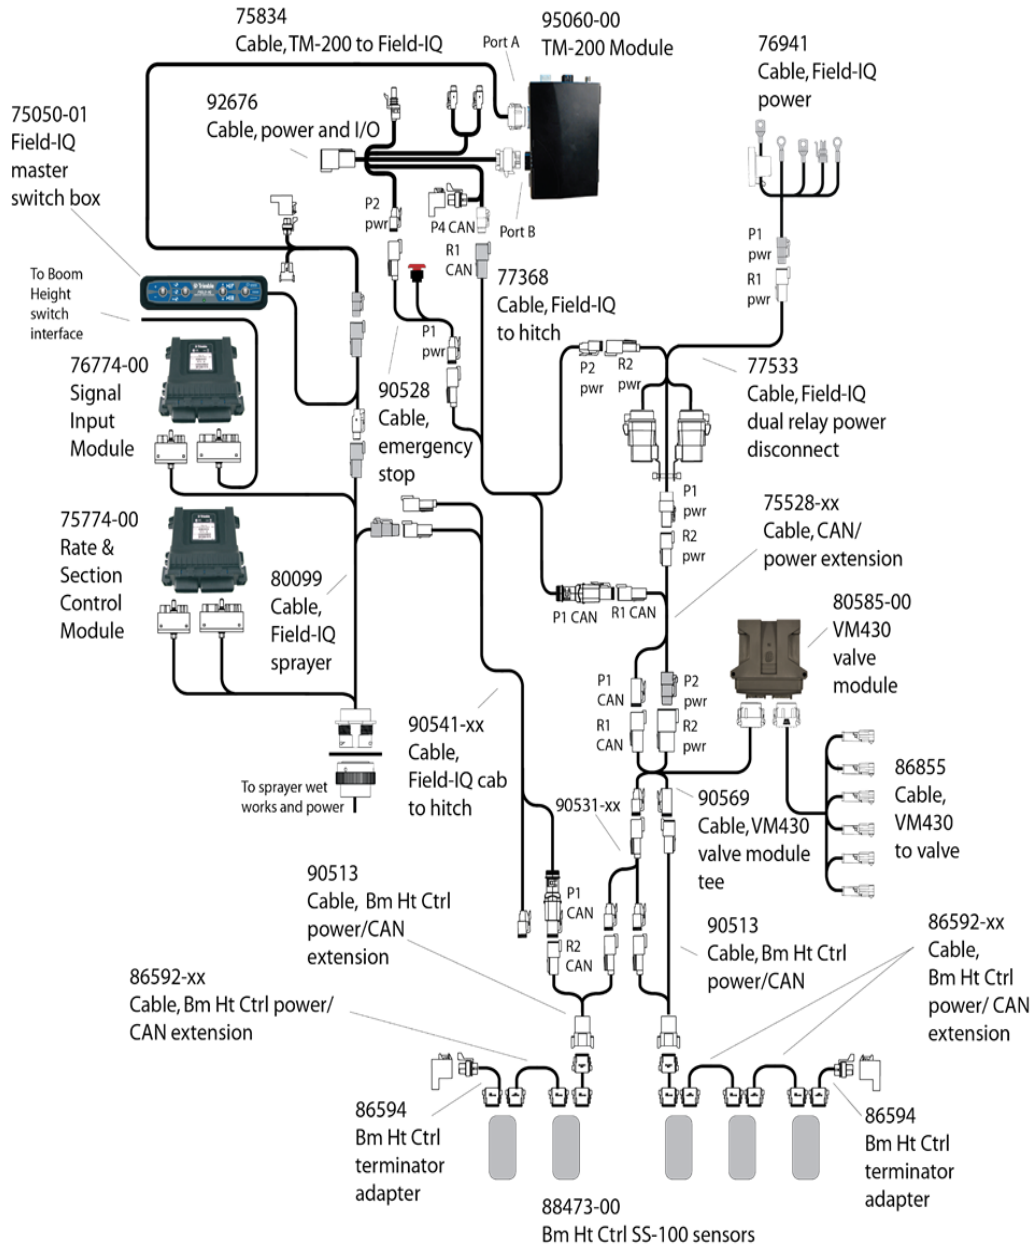 75834
Cable, TM-200 to Field-IQ
Port A
95060-00
TM-200 Module
76941
Cable, Field-IQ
power
92676
Cable, power and I/O
75050-01
Field-IQ
master
switch box
P2
pwr
P4 CAN
Port B
R1
CAN
P1
pwr
R1
pwr
To Boom
Height
switch
interface
Trimble
77368
Cable, Field-IQ
to hitch
P1
pwr
76774-00
Signal
Input
Module
90528
Cable,
emergency
stop
P2
pwr
R2
pwr
77533
Cable, Field-IQ
dual relay power
disconnect
P1
pwr
R2
pwr
75528-xx
Cable, CAN/
power extension
75774-00
Rate &
Section
Control
Module
80099
Cable,
Field-IQ
sprayer
P1 CAN
R1 CAN
80585-00
VM430
valve
module
P1
CAN
P2
pwr
R1
CAN
R2
pwr
90541-xx
Cable,
Field-IQ cab
to hitch
To sprayer wet
works and power
90531-xx
90569
Cable, VM430
valve module
tee
86855
Cable,
VM430
to valve
90513
Cable, Bm Ht Ctrl
power/CAN
extension
P1
CAN
R2
CAN
90513
Cable, Bm Ht Ctrl
power/CAN
86592-xx
Cable,
Bm Ht Ctrl
power/ CAN
extension
86592-xx
Cable, Bm Ht Ctrl power/
CAN extension
86594
Bm Ht Ctrl
terminator
adapter
86594
Bm Ht Ctrl
terminator
adapter
88473-00
Bm Ht Ctrl SS-100 sensors